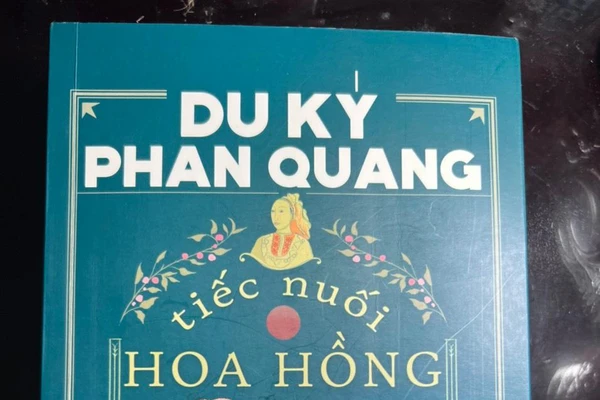 DU KÝ
PHAN QUANG
tiếc nuối
HOA HỒNG